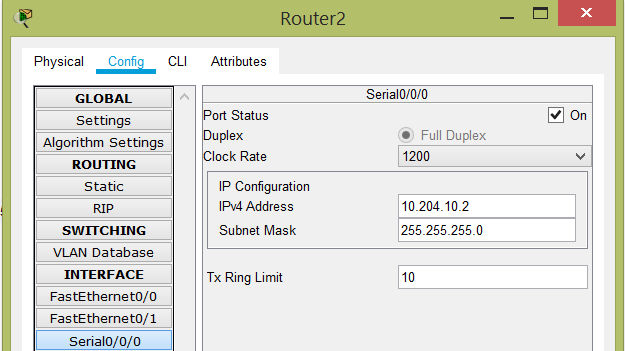 Router2
Physical Config CLI Attributes
GLOBAL
Settings
Algorithm Settings
ROUTING
Static
RIP
SWITCHING
VLAN Database
INTERFACE
FastEthernet0/0
FastEthernet0/1
Serial0/0/0
Serial0/0/0
Port Status On
Duplex Full Duplex
Clock Rate 1200
IP Configuration
IPv4 Address 10.204.10.2
Subnet Mask 255.255.255.0
Tx Ring Limit 10